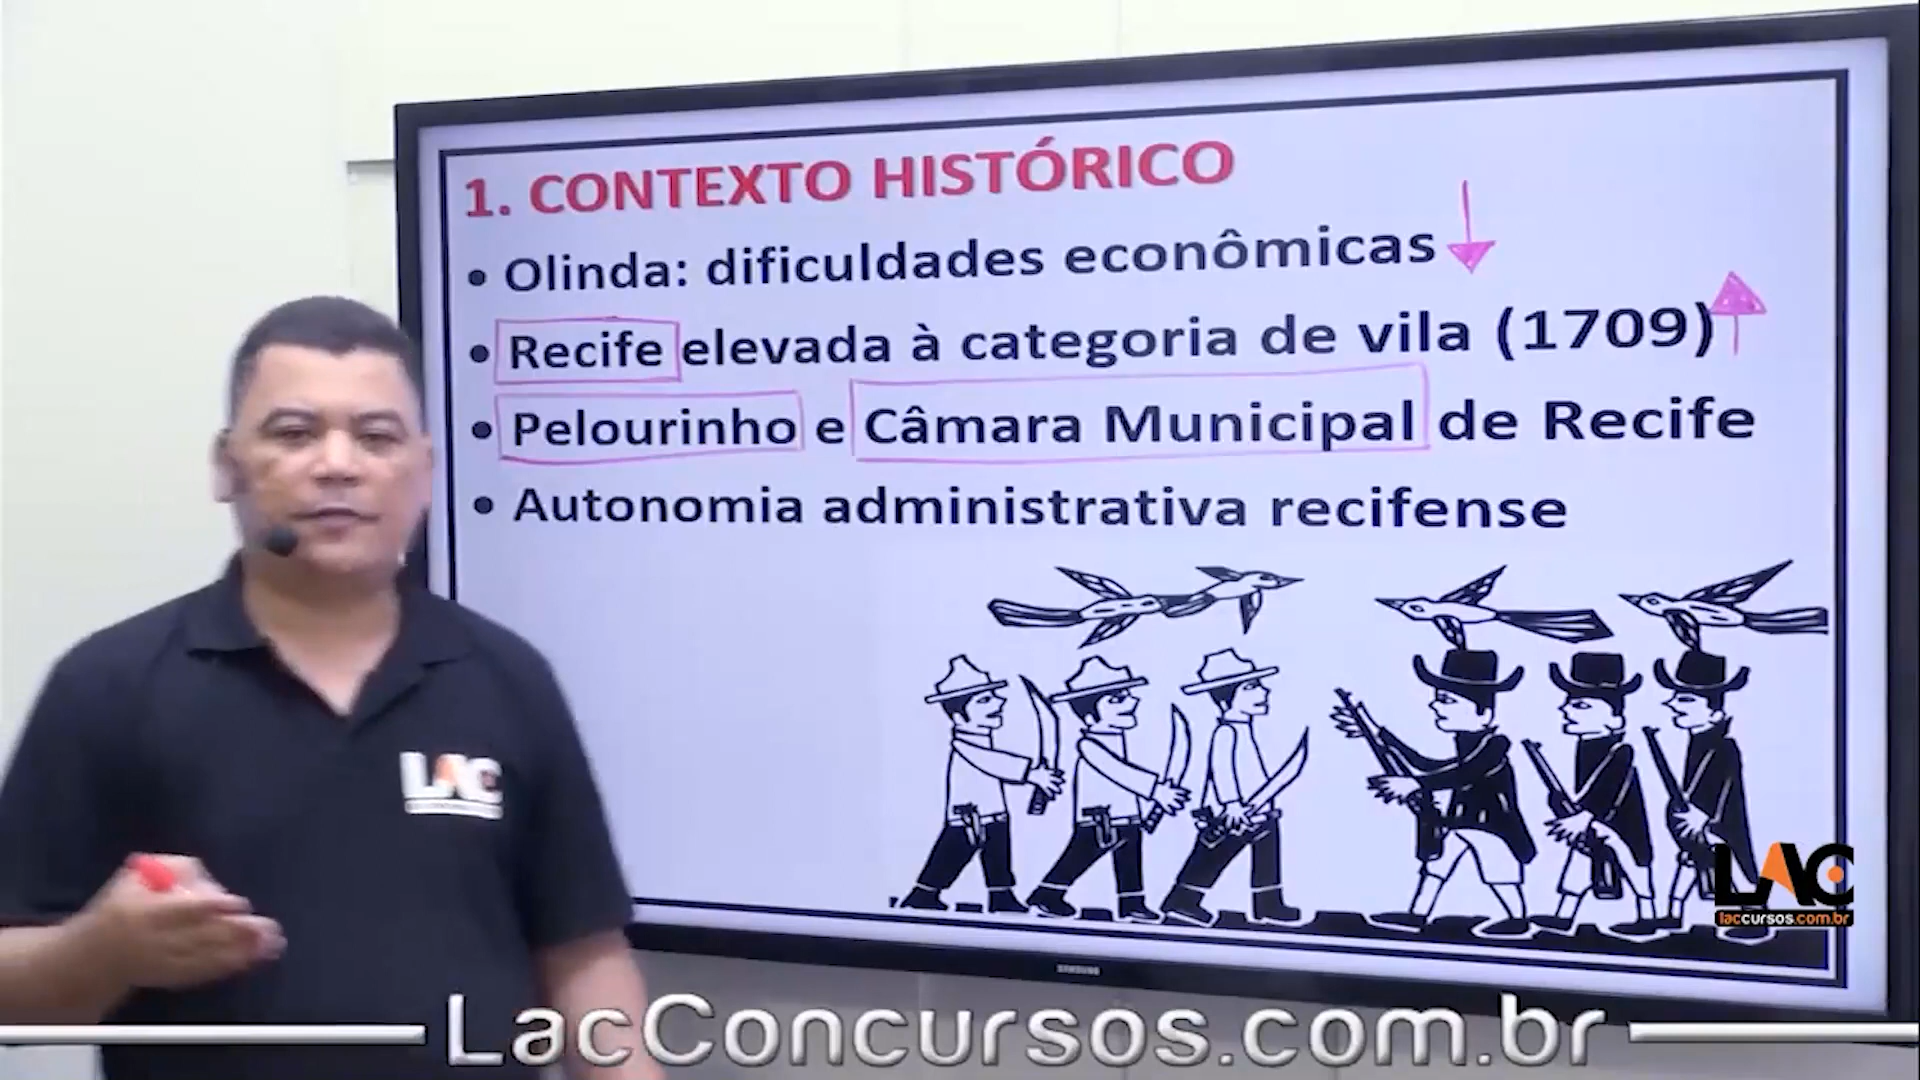 1. CONTEXTO HISTÓRICO
• Olinda: dificuldades econômicas
• Recife elevada à categoria de vila (1709)
• Pelourinho e Câmara Municipal de Recife
• Autonomia administrativa recifense
LAC
LAC
laccursos.com.br
SAMSUNG
LacConcursos.com.br